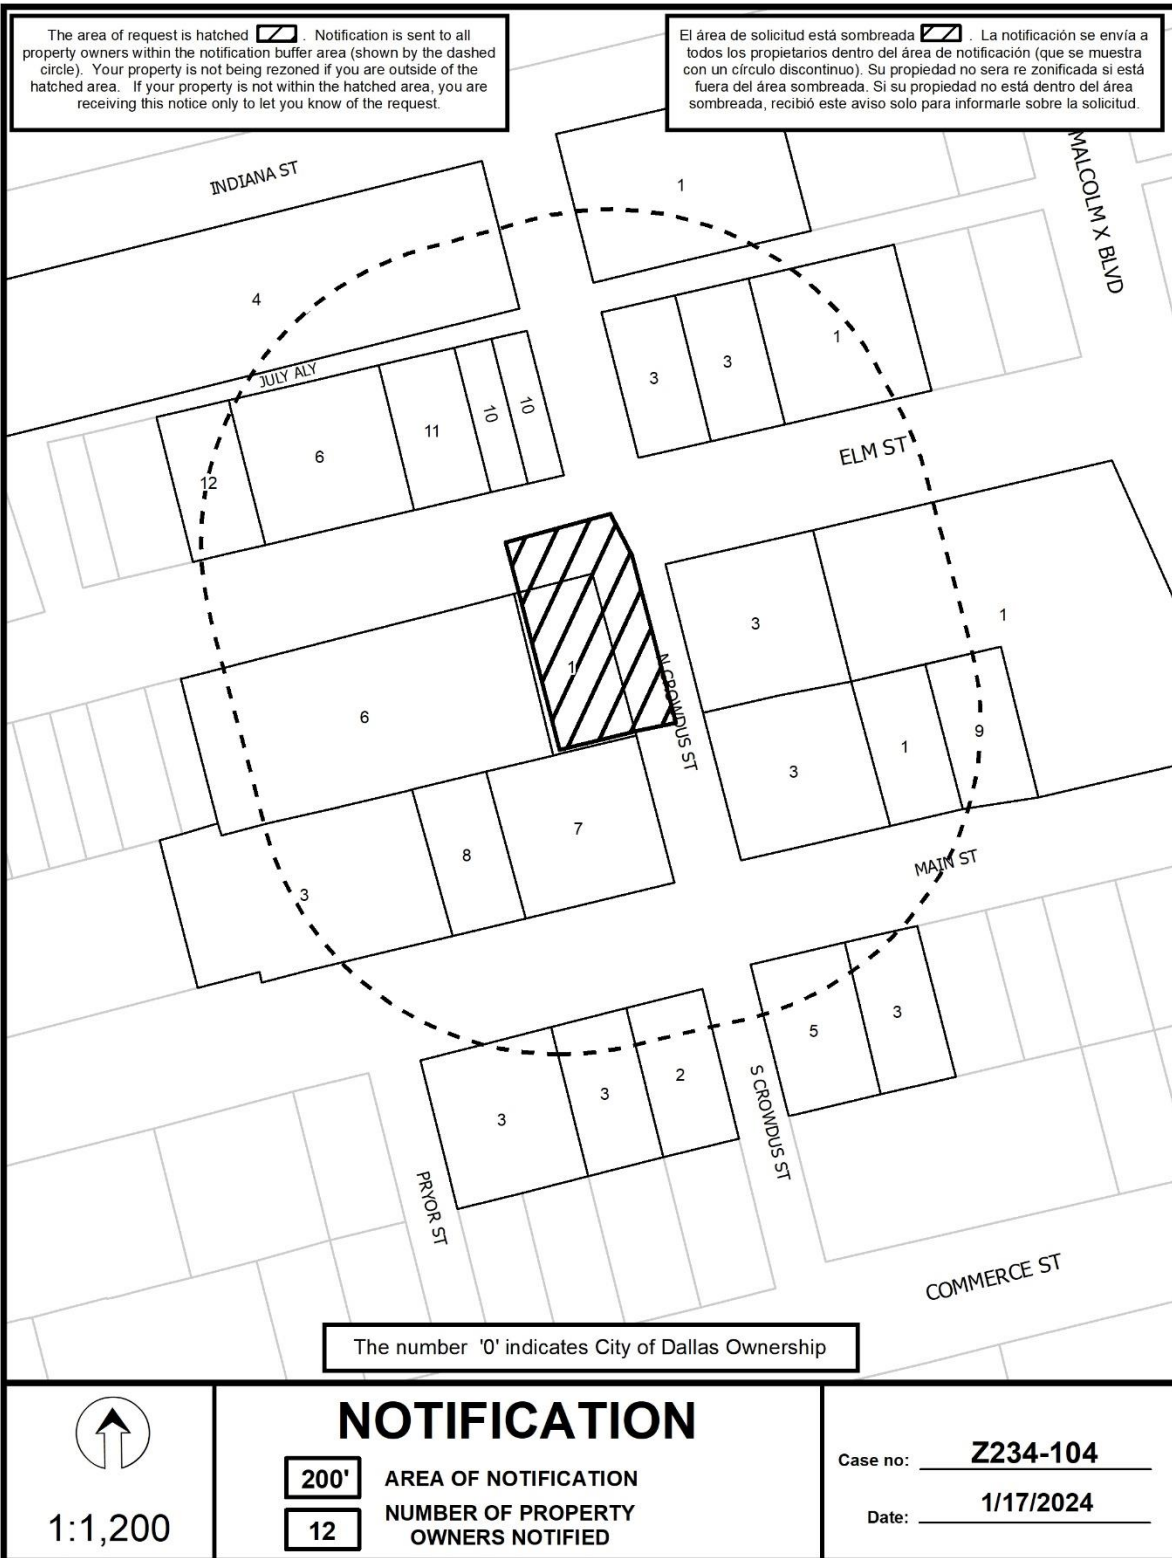 The area of request is hatched . Notification is sent to all
property owners within the notification buffer area (shown by the dashed
circle). Your property is not being rezoned if you are outside of the
hatched area. If your property is not within the hatched area, you are
receiving this notice only to let you know of the request.
El área de solicitud está sombreada . La notificación se envía a
todos los propietarios dentro del área de notificación (que se muestra
con un círculo discontinuo). Su propiedad no sera re zonificada si está
fuera del área sombreada. Si su propiedad no está dentro del área
sombreada, recibió este aviso solo para informarle sobre la solicitud.
INDIANA ST
MALCOLM X BLVD
1
4
JULY ALY
3
3
1
12
6
11
10
10
ELM ST
3
1
1
N CROWDUS ST
6
3
1
9
7
8
3
MAIN ST
5
3
3
3
2
S CROWDUS ST
PRYOR ST
COMMERCE ST
The number '0' indicates City of Dallas Ownership
1:1,200
NOTIFICATION
200' AREA OF NOTIFICATION
12 NUMBER OF PROPERTY
OWNERS NOTIFIED
Case no: Z234-104
Date: 1/17/2024